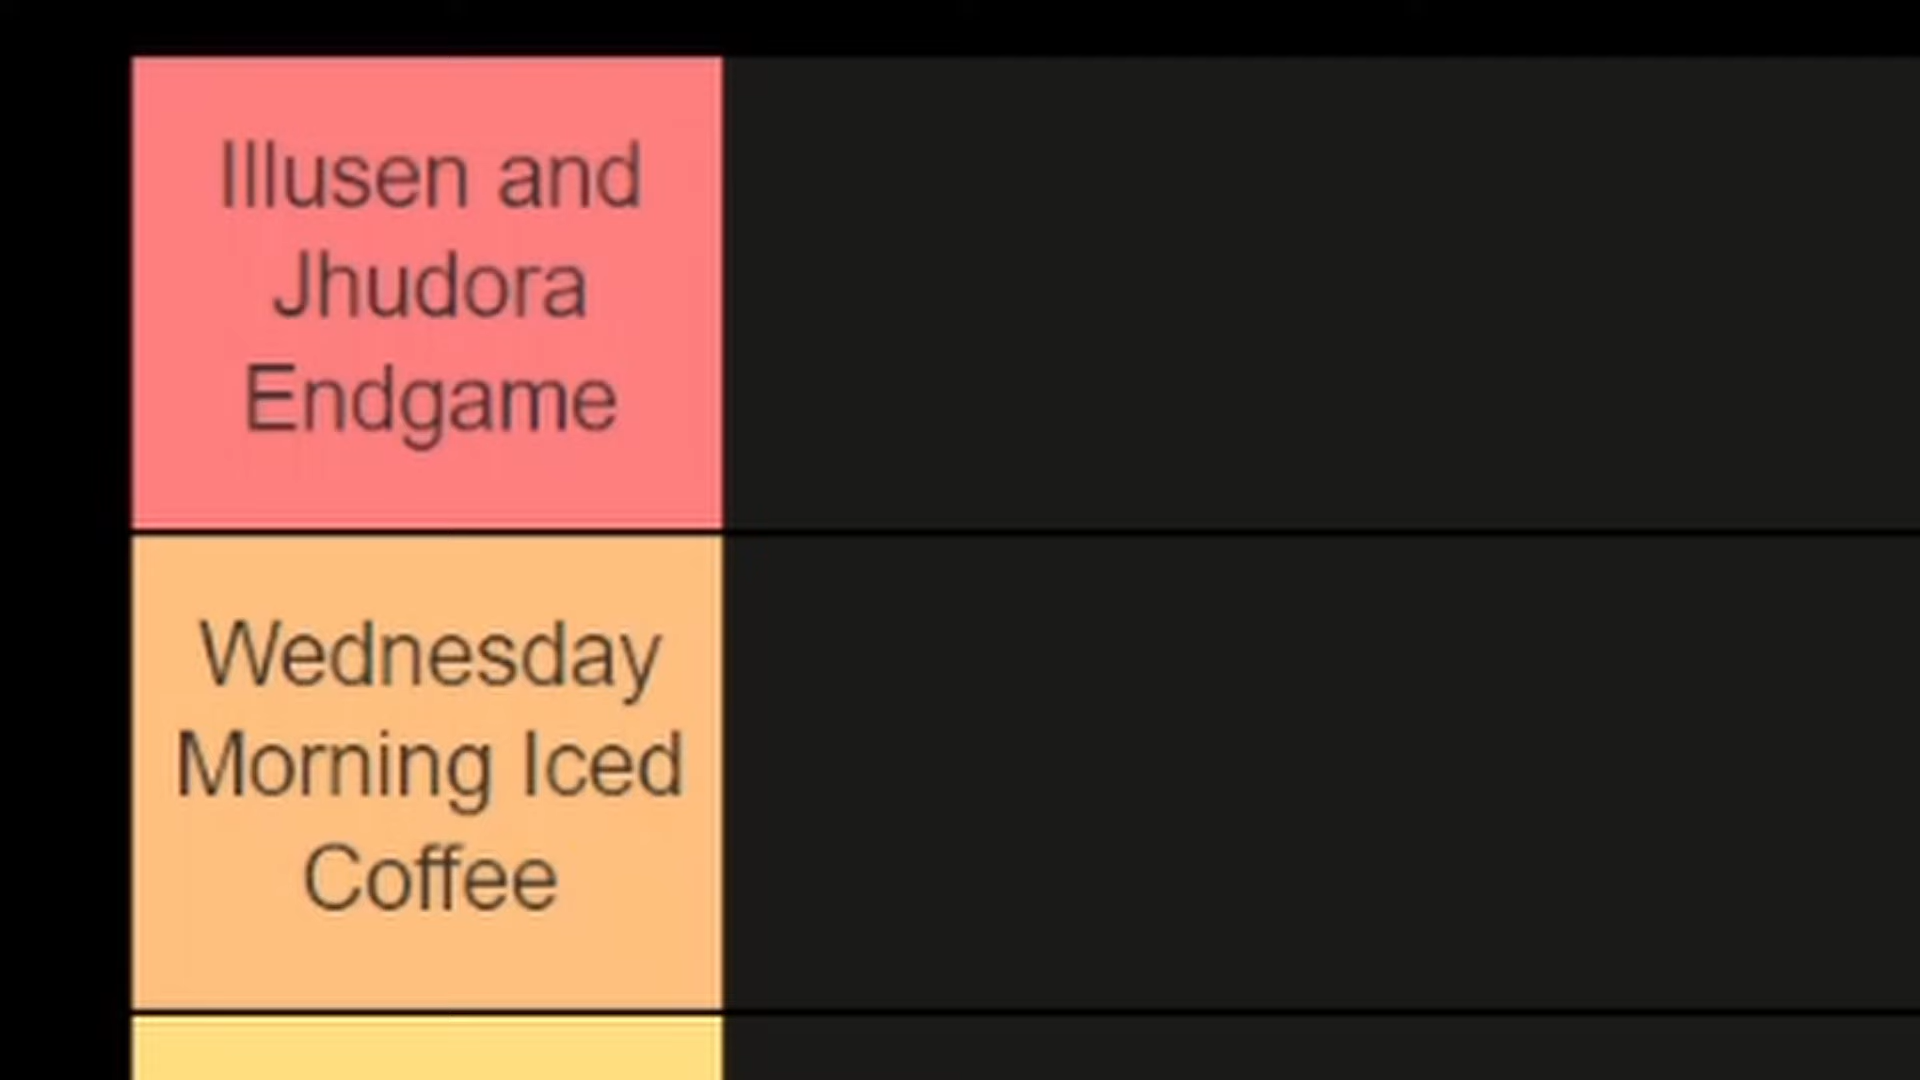 Illusen and
Jhudora
Endgame
Wednesday
Morning Iced
Coffee